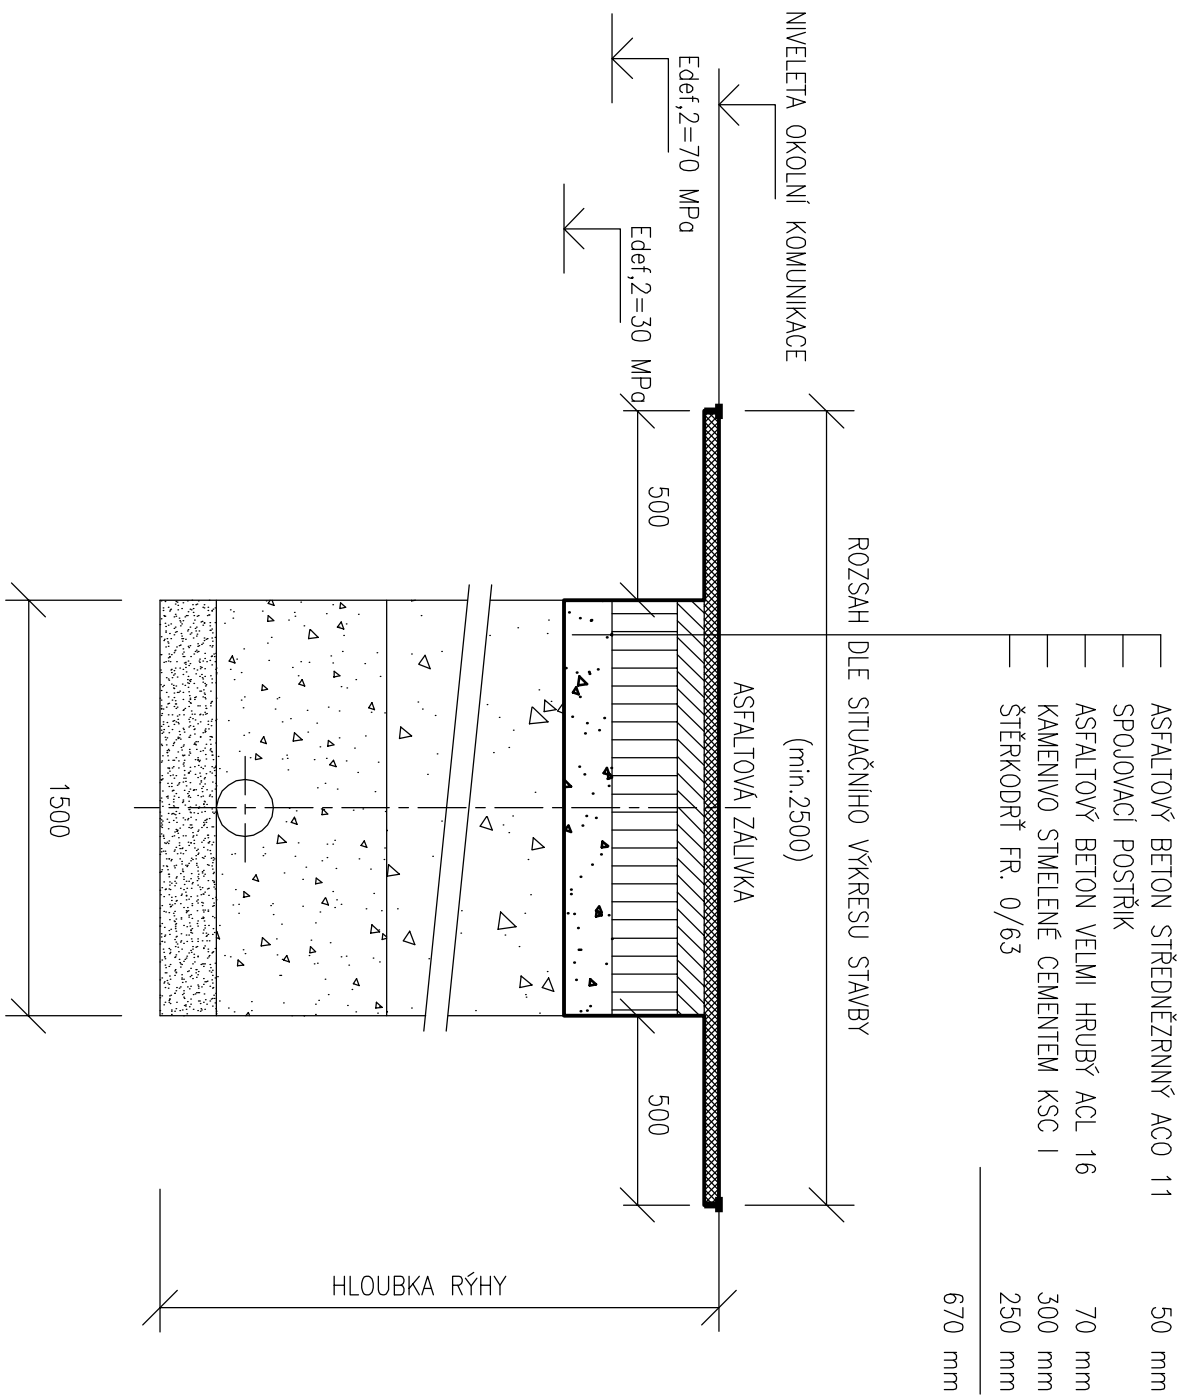 ASFALTOVÝ BETON STŘEDNĚZRNNÝ ACO 11 50 mm
SPOJOVACÍ POSTŘIK
ASFALTOVÝ BETON VELMI HRUBÝ ACL 16 70 mm
KAMENIVO STMELENÉ CEMENTEM KSC I 300 mm
ŠTĚRKODRŤ FR. 0/63 250 mm
670 mm
ROZSAH DLE SITUAČNÍHO VÝKRESU STAVBY
(min.2500)
NIVELETA OKOLNÍ KOMUNIKACE
ASFALTOVÁ ZÁLIVKA
Edef,2=70 MPa
Edef,2=30 MPa
500
500
HLOUBKA RÝHY
1500